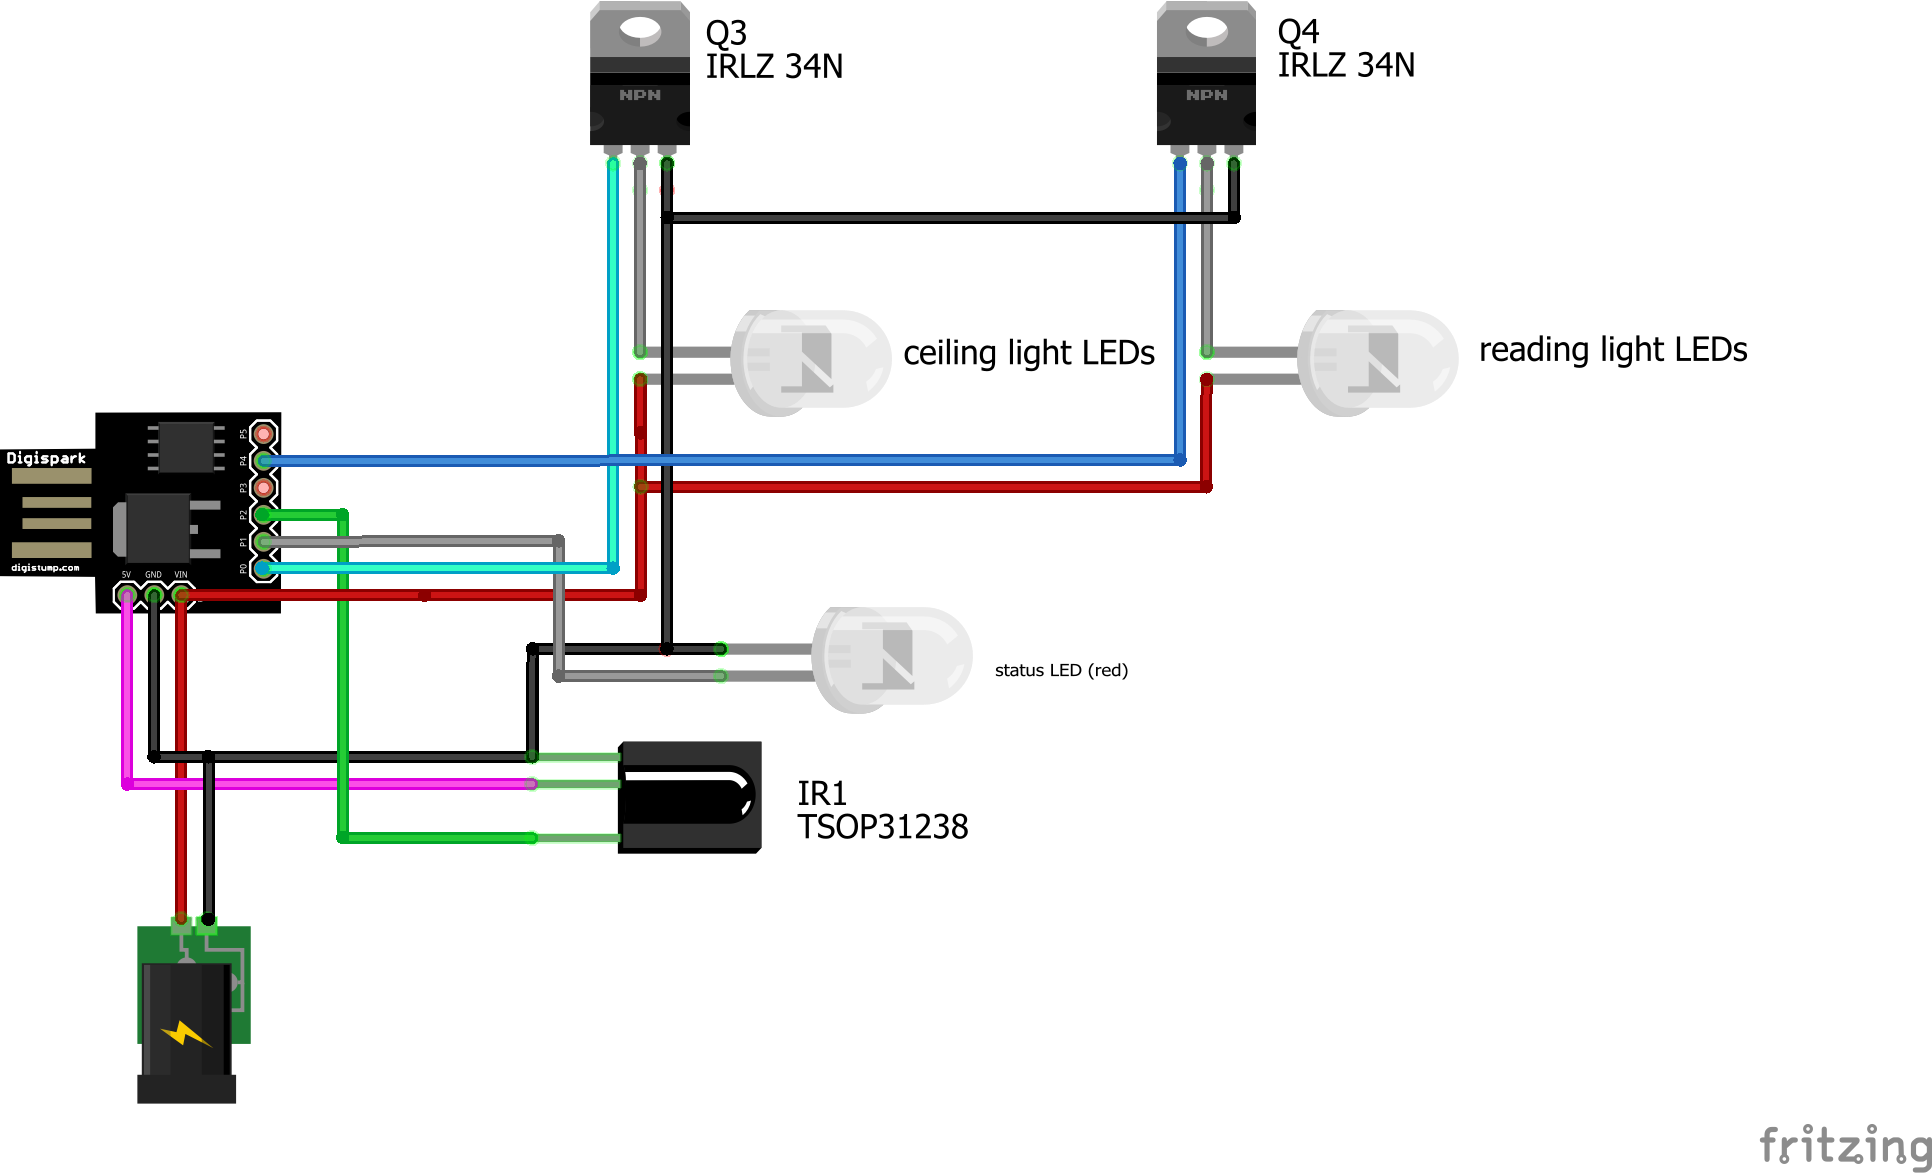 Q3
IRLZ 34N
Q4
IRLZ 34N
NPN
NPN
ceiling light LEDs
reading light LEDs
Digispark
P5
P4
P3
P2
P1
P0
digistump.com
5V GND VIN
status LED (red)
IR1
TSOP31238
fritzing